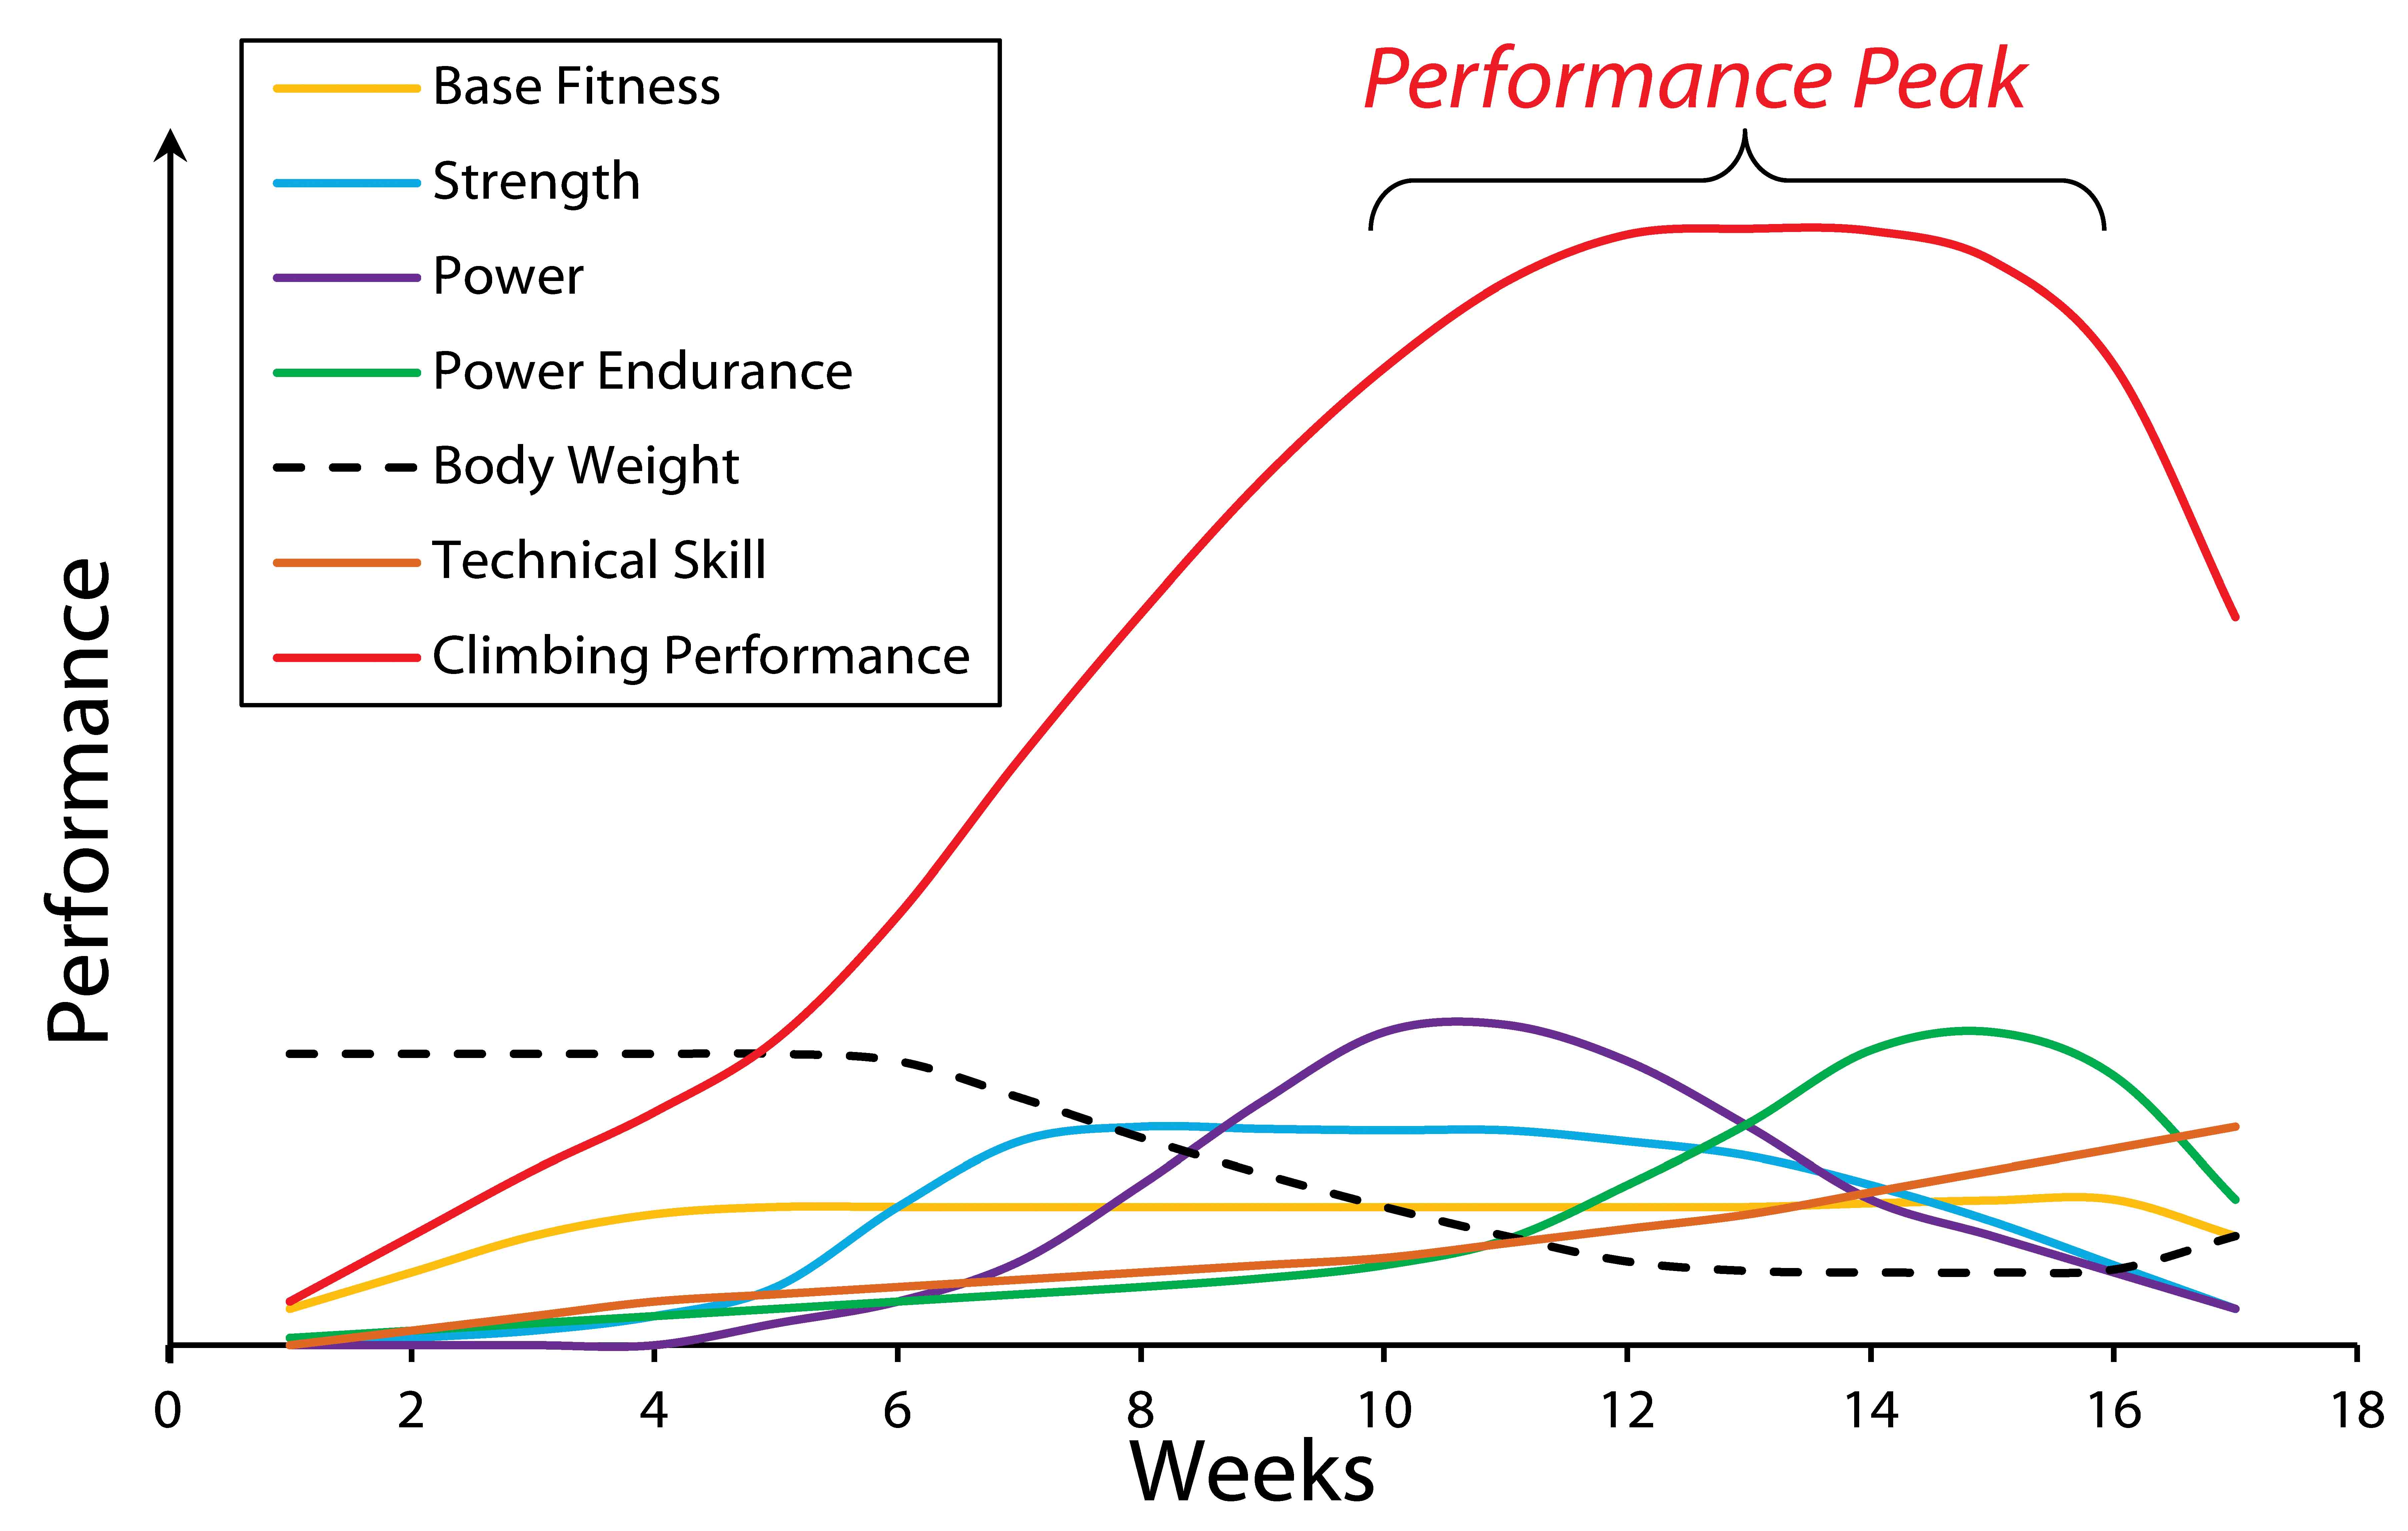 Performance Peak
Base Fitness
Strength
Power
Power Endurance
Body Weight
Technical Skill
Climbing Performance
Performance
0 2 4 6 8 10 12 14 16 18
Weeks